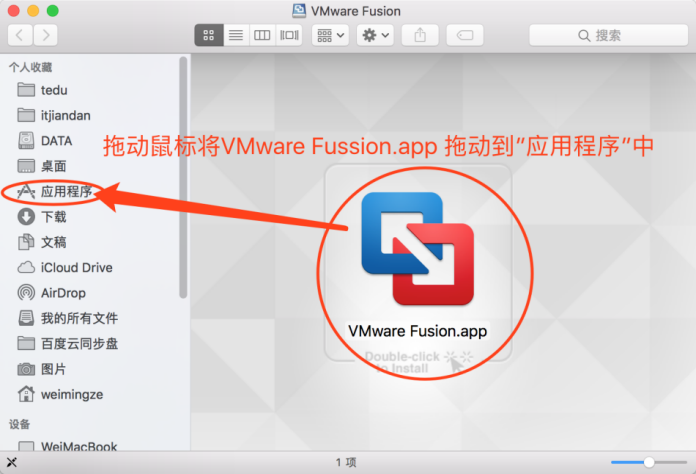 VMware Fusion
搜索
个人收藏
tedu
itjiandan
DATA
桌面
应用程序
下载
文稿
iCloud Drive
AirDrop
我的所有文件
百度云同步盘
图片
weimingze
设备
WeiMacBook
拖动鼠标将VMware Fussion.app 拖动到“应用程序“中
VMware Fusion.app
Double-click
to Install
1 项